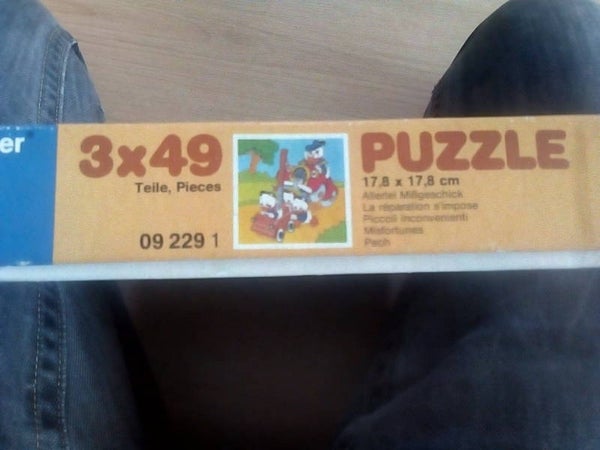 er
3x49
Teile, Pieces
09 229 1
PUZZLE
17,8 x 17,8 cm
Allerlei Mißgeschick
La réparation s'impose
Piccoli inconvenienti
Misfortunes
Pech